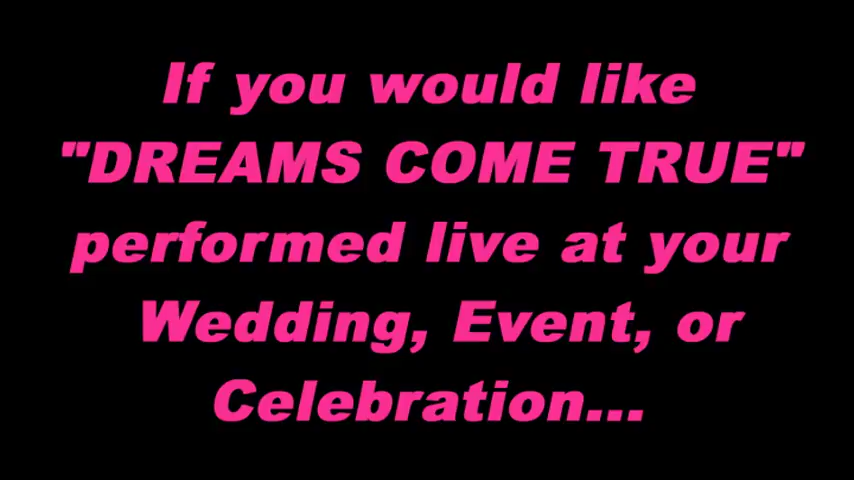 If you would like
"DREAMS COME TRUE"
performed live at your
Wedding, Event, or
Celebration...